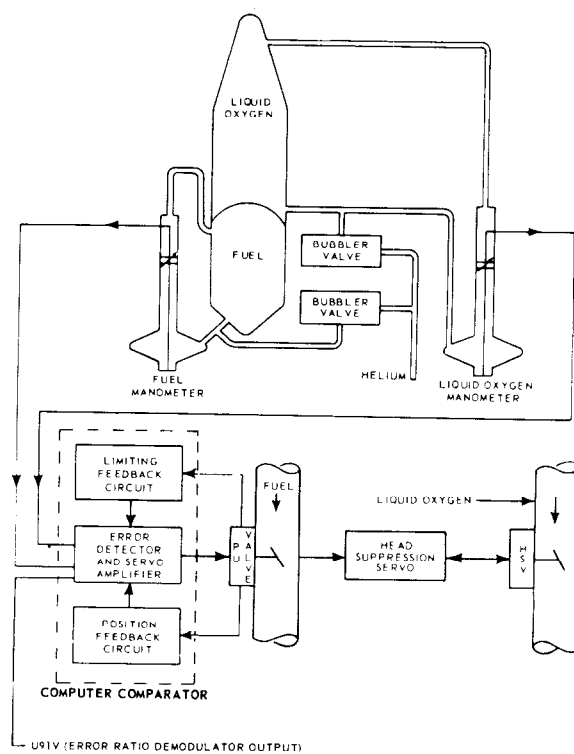 LIQUID
OXYGEN
FUEL
BUBBLER
VALVE
BUBBLER
VALVE
FUEL
MANOMETER
HELIUM
LIQUID OXYGEN
MANOMETER
LIMITING
FEEDBACK
CIRCUIT
FUEL
LIQUID OXYGEN
ERROR
DETECTOR
AND SERVO
AMPLIFIER
PU
VALVE
HEAD
SUPPRESSION
SERVO
HSV
POSITION
FEEDBACK
CIRCUIT
COMPUTER COMPARATOR
U91V (ERROR RATIO DEMODULATOR OUTPUT)